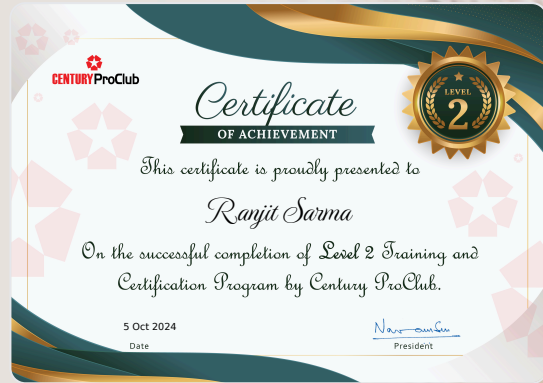 CENTURY ProClub
Certificate
OF ACHIEVEMENT
LEVEL
2
This certificate is proudly presented to
Ranjit Sarma
On the successful completion of Level 2 Training and
Certification Program by Century ProClub.
5 Oct 2024
Date
President